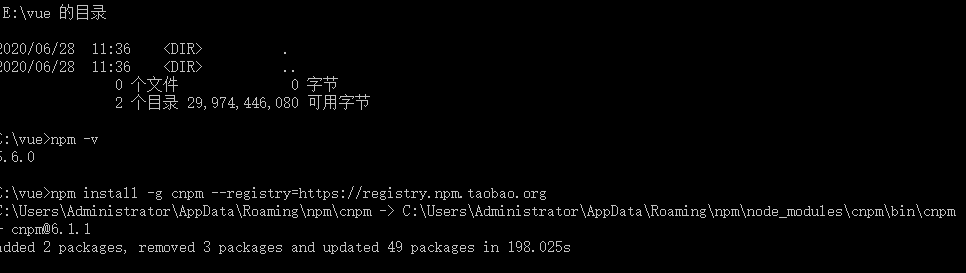 E:\vue 的目录
2020/06/28  11:36    <DIR>          .
2020/06/28  11:36    <DIR>          ..
0 个文件              0 字节
2 个目录 29,974,446,080 可用字节
:\vue>npm -v
5.6.0
:\vue>npm install -g cnpm --registry=https://registry.npm.taobao.org
C:\Users\Administrator\AppData\Roaming\npm\cnpm -> C:\Users\Administrator\AppData\Roaming\npm\node_modules\cnpm\bin\cnpm
+ cnpm@6.1.1
added 2 packages, removed 3 packages and updated 49 packages in 198.025s